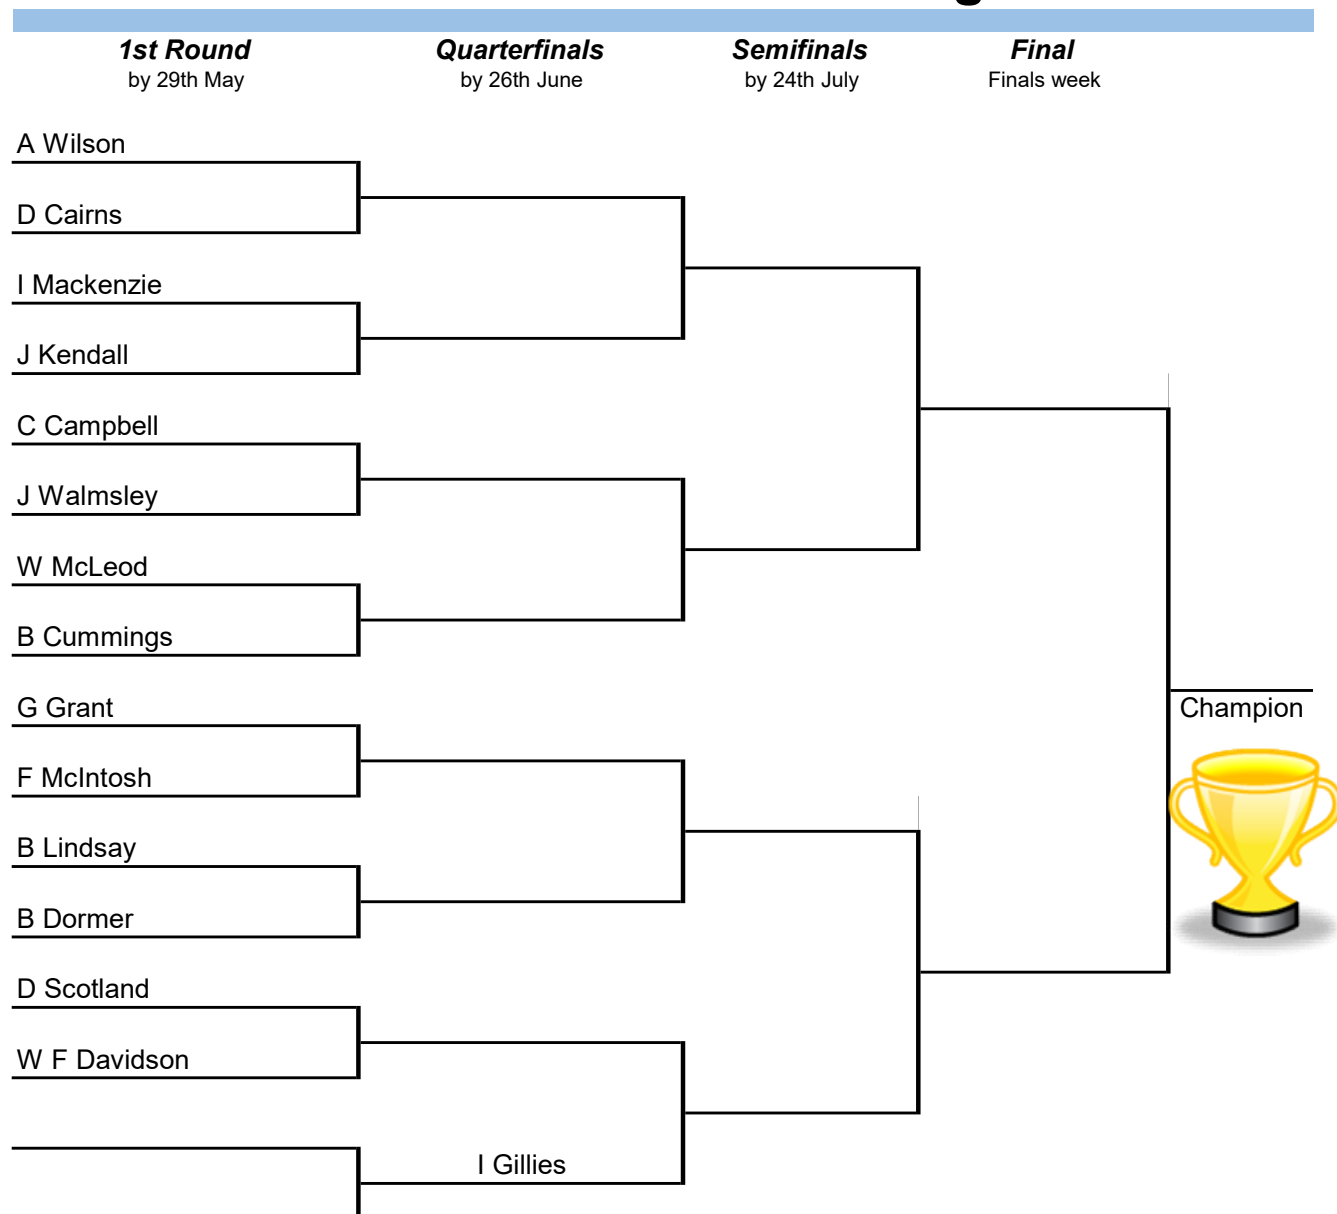 1st Round Quarterfinals Semifinals Final
by 29th May by 26th June by 24th July Finals week
A Wilson
D Cairns
I Mackenzie
J Kendall
C Campbell
J Walmsley
W McLeod
B Cummings
G Grant
Champion
F McIntosh
B Lindsay
B Dormer
D Scotland
W F Davidson
I Gillies